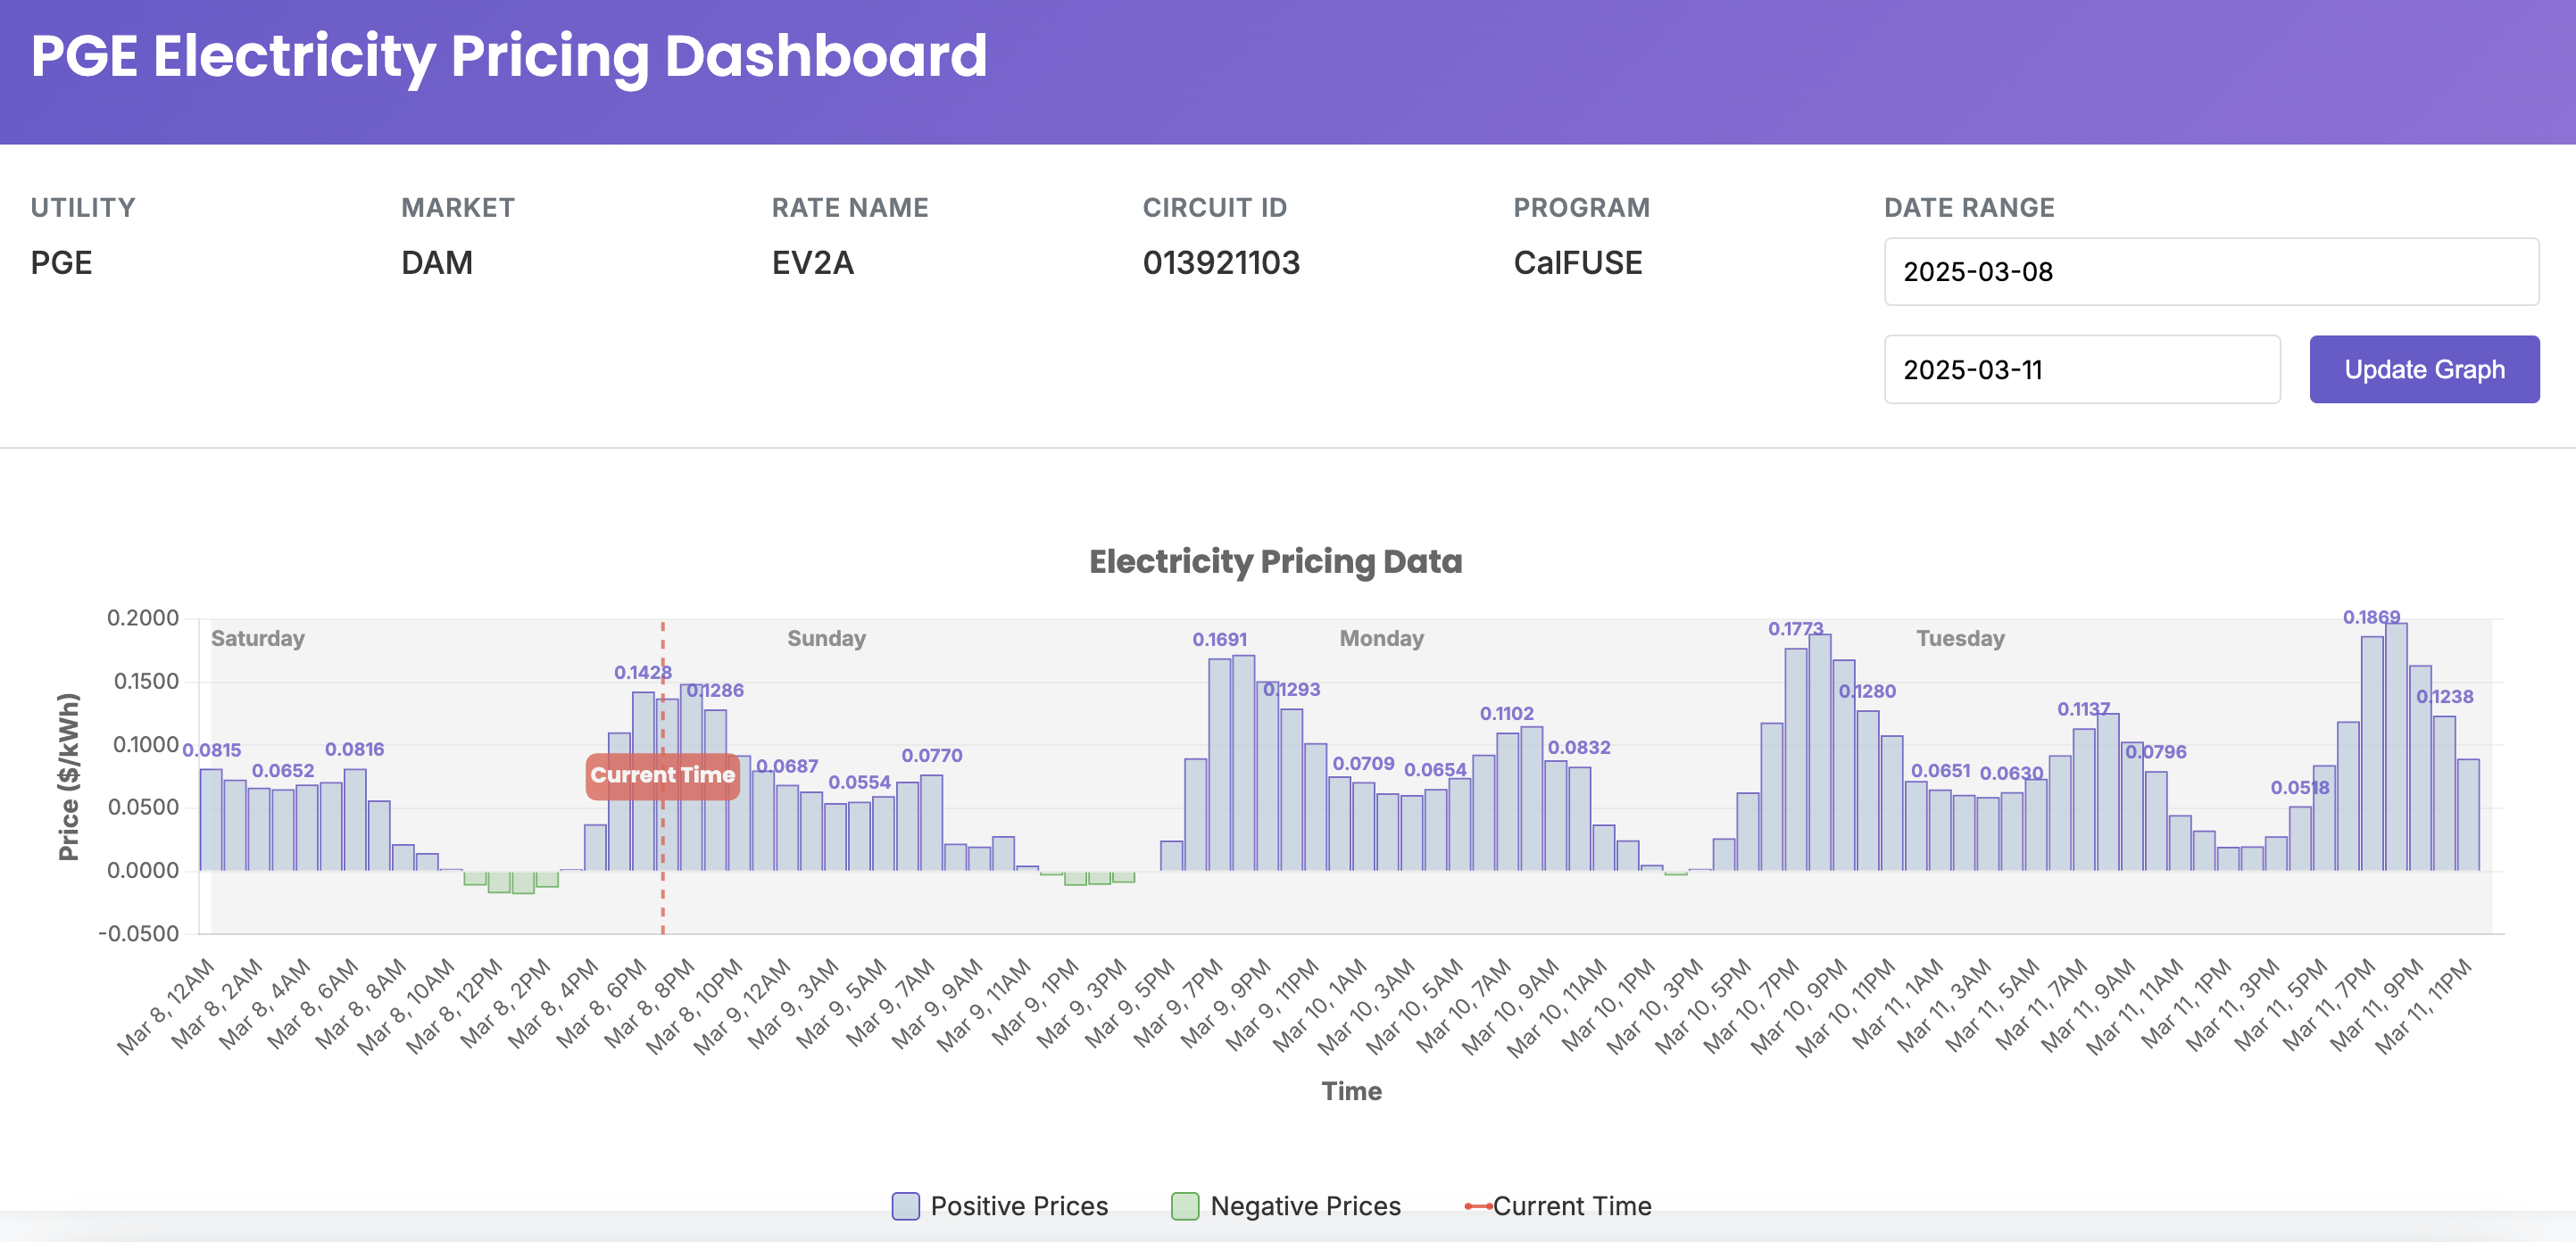 PGE Electricity Pricing Dashboard
UTILITY
PGE
MARKET
DAM
RATE NAME
EV2A
CIRCUIT ID
013921103
PROGRAM
CalFUSE
DATE RANGE
2025-03-08
2025-03-11
Update Graph
Electricity Pricing Data
Price ($/kWh)
0.2000
0.1500
0.1000
0.0500
0.0000
-0.0500
Saturday
Sunday
Monday
Tuesday
0.0815
0.0652
0.0816
0.1428
0.1286
0.0687
0.0554
0.0770
0.1691
0.1293
0.0709
0.0654
0.1102
0.0832
0.1773
0.1280
0.0651
0.0630
0.1137
0.0796
0.0518
0.1869
0.1238
Current Time
Mar 8, 12AM
Mar 8, 2AM
Mar 8, 4AM
Mar 8, 6AM
Mar 8, 8AM
Mar 8, 10AM
Mar 8, 12PM
Mar 8, 2PM
Mar 8, 4PM
Mar 8, 6PM
Mar 8, 8PM
Mar 8, 10PM
Mar 9, 12AM
Mar 9, 3AM
Mar 9, 5AM
Mar 9, 7AM
Mar 9, 9AM
Mar 9, 11AM
Mar 9, 1PM
Mar 9, 3PM
Mar 9, 5PM
Mar 9, 7PM
Mar 9, 9PM
Mar 9, 11PM
Mar 10, 1AM
Mar 10, 3AM
Mar 10, 5AM
Mar 10, 7AM
Mar 10, 9AM
Mar 10, 11AM
Mar 10, 1PM
Mar 10, 3PM
Mar 10, 5PM
Mar 10, 7PM
Mar 10, 9PM
Mar 10, 11PM
Mar 11, 1AM
Mar 11, 3AM
Mar 11, 5AM
Mar 11, 7AM
Mar 11, 9AM
Mar 11, 11AM
Mar 11, 1PM
Mar 11, 3PM
Mar 11, 5PM
Mar 11, 7PM
Mar 11, 9PM
Mar 11, 11PM
Time
Positive Prices
Negative Prices
Current Time